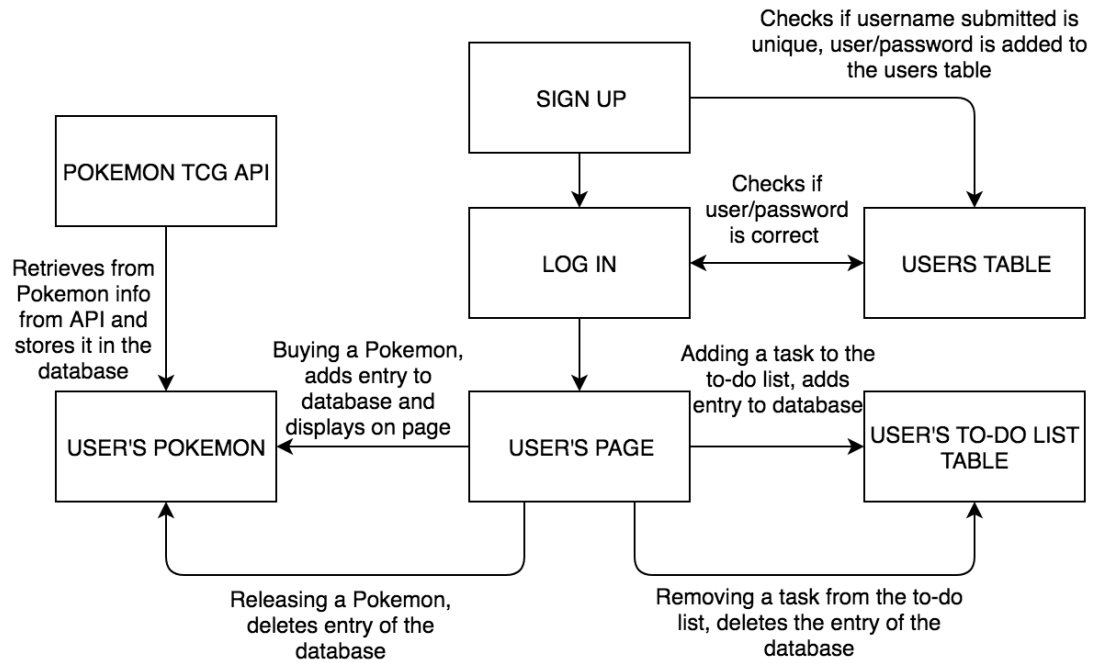 Checks if username submitted is
unique, user/password is added to
the users table
SIGN UP
POKEMON TCG API
Checks if
user/password
is correct
LOG IN
USERS TABLE
Retrieves from
Pokemon info
from API and
stores it in the
database
Buying a Pokemon,
adds entry to
database and
displays on page
Adding a task to the
to-do list, adds
entry to database
USER'S POKEMON
USER'S PAGE
USER'S TO-DO LIST
TABLE
Releasing a Pokemon,
deletes entry of the
database
Removing a task from the to-do
list, deletes the entry of the
database